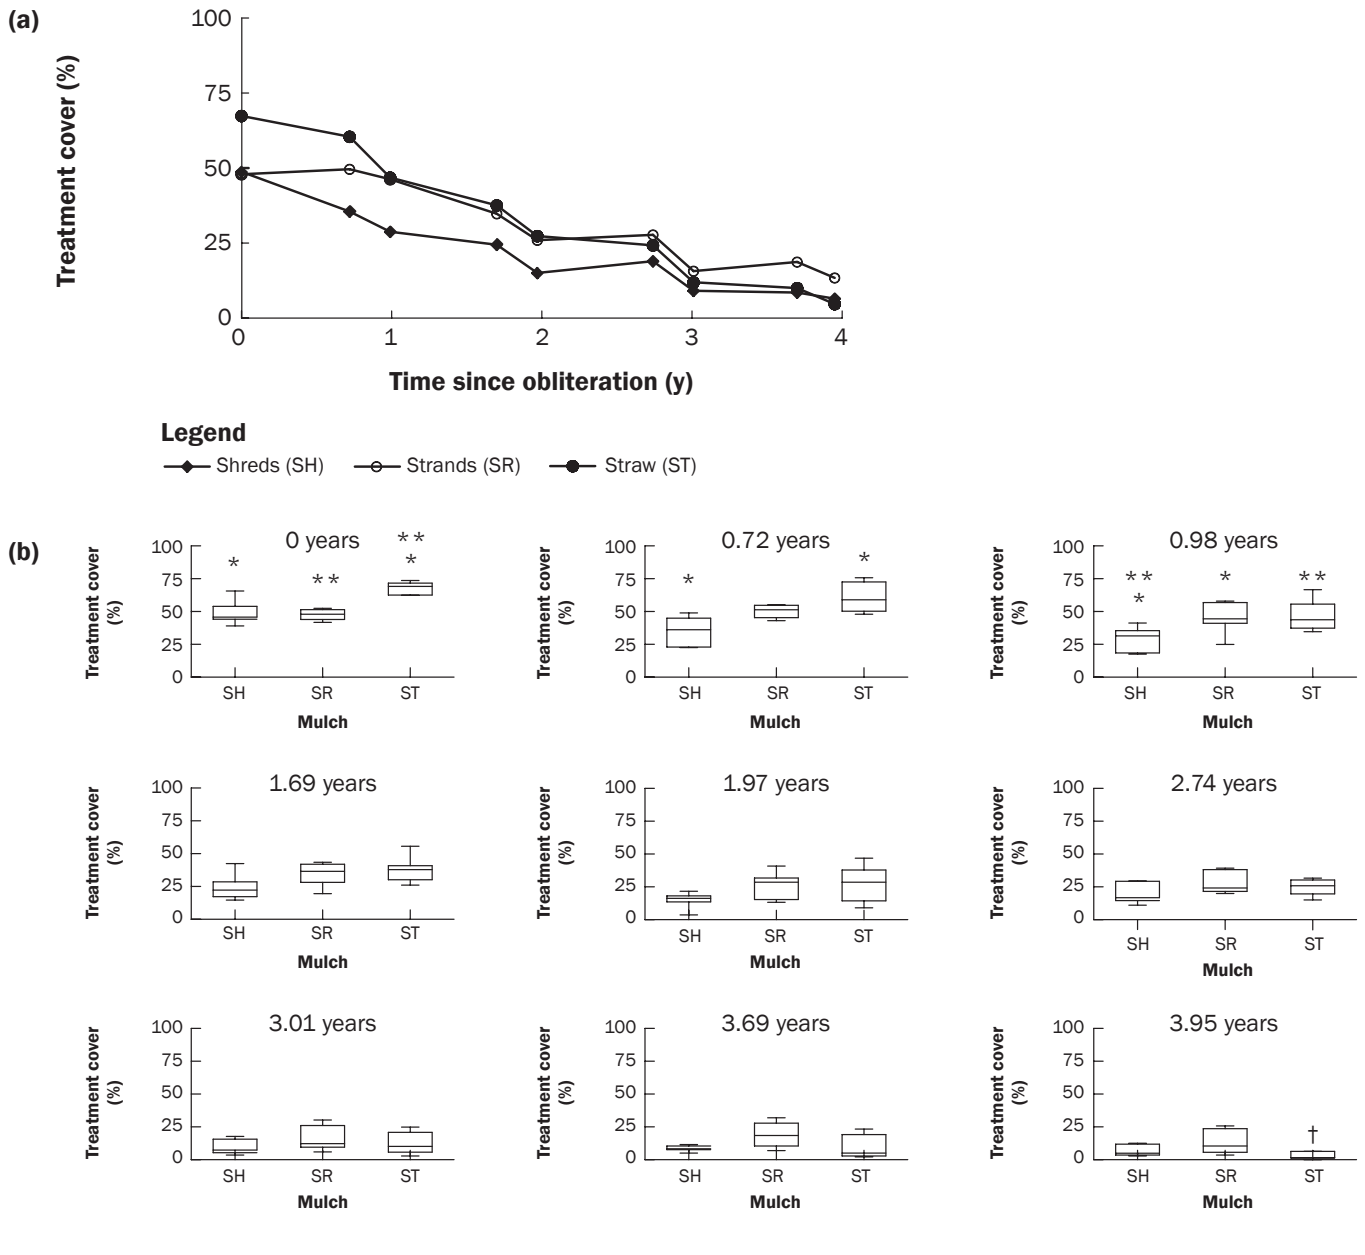 (a)
Treatment cover (%)
100
75
50
25
0
0 1 2 3 4
Time since obliteration (y)
Legend
Shreds (SH) Strands (SR) Straw (ST)
(b)
0 years
Treatment cover
(%)
100
75
50
25
0
*
**
**
*
SH SR ST
Mulch
0.72 years
Treatment cover
(%)
100
75
50
25
0
*
*
SH SR ST
Mulch
0.98 years
Treatment cover
(%)
100
75
50
25
0
**
*
*
**
SH SR ST
Mulch
1.69 years
Treatment cover
(%)
100
75
50
25
0
SH SR ST
Mulch
1.97 years
Treatment cover
(%)
100
75
50
25
0
SH SR ST
Mulch
2.74 years
Treatment cover
(%)
100
75
50
25
0
SH SR ST
Mulch
3.01 years
Treatment cover
(%)
100
75
50
25
0
SH SR ST
Mulch
3.69 years
Treatment cover
(%)
100
75
50
25
0
SH SR ST
Mulch
3.95 years
Treatment cover
(%)
100
75
50
25
0
†
SH SR ST
Mulch